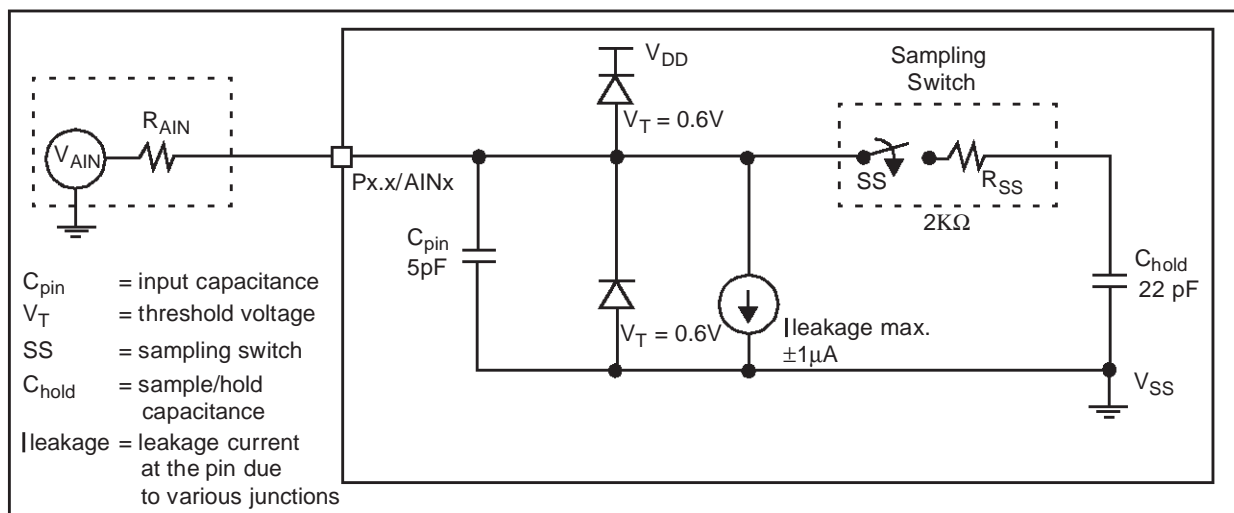 V_DD
Sampling
Switch
R_AIN
V_T = 0.6V
V_AIN
Px.x/AINx
SS
R_SS
2KΩ
C_pin
5pF
C_hold
22 pF
V_T = 0.6V
I leakage max.
±1µA
V_SS
C_pin = input capacitance
V_T = threshold voltage
SS = sampling switch
C_hold = sample/hold
capacitance
I leakage = leakage current
at the pin due
to various junctions